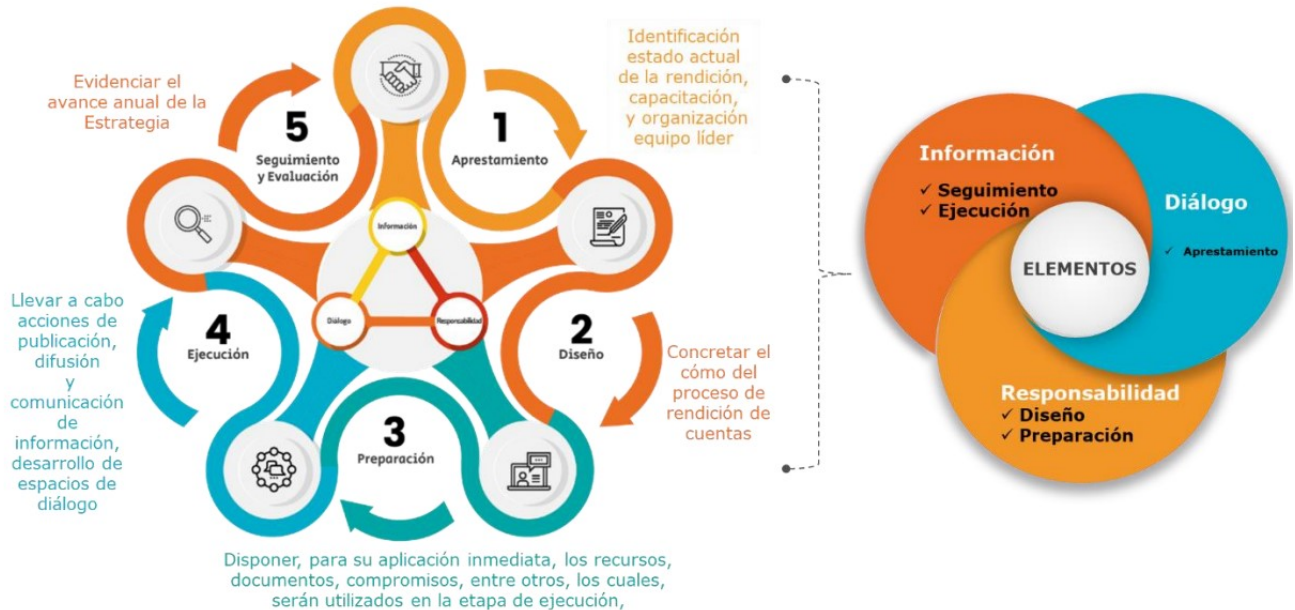 Identificación
estado actual
de la rendición,
capacitación,
y organización
equipo líder
Evidenciar el
avance anual de la
Estrategia
5
Seguimiento
y Evaluación
1
Aprestamiento
Información
Diálogo
Responsabilidad
4
Ejecución
2
Diseño
3
Preparación
Llevar a cabo
acciones de
publicación,
difusión
y
comunicación
de
información,
desarrollo de
espacios de
diálogo
Concretar el
cómo del
proceso de
rendición de
cuentas
Disponer, para su aplicación inmediata, los recursos,
documentos, compromisos, entre otros, los cuales,
serán utilizados en la etapa de ejecución,
Información
✓ Seguimiento
✓ Ejecución
Diálogo
✓ Aprestamiento
ELEMENTOS
Responsabilidad
✓ Diseño
✓ Preparación